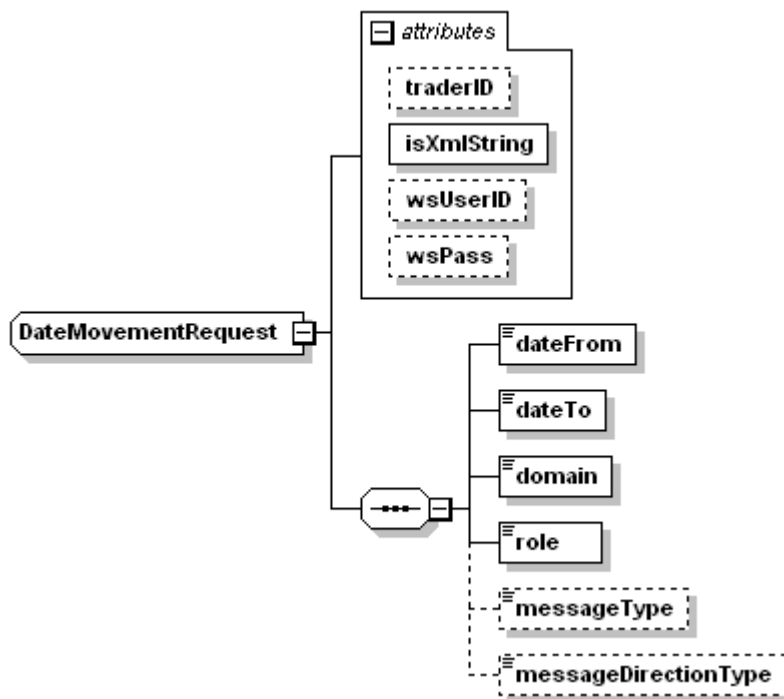 attributes
traderID
isXmlString
wsUserID
wsPass
DateMovementRequest
dateFrom
dateTo
domain
role
messageType
messageDirectionType